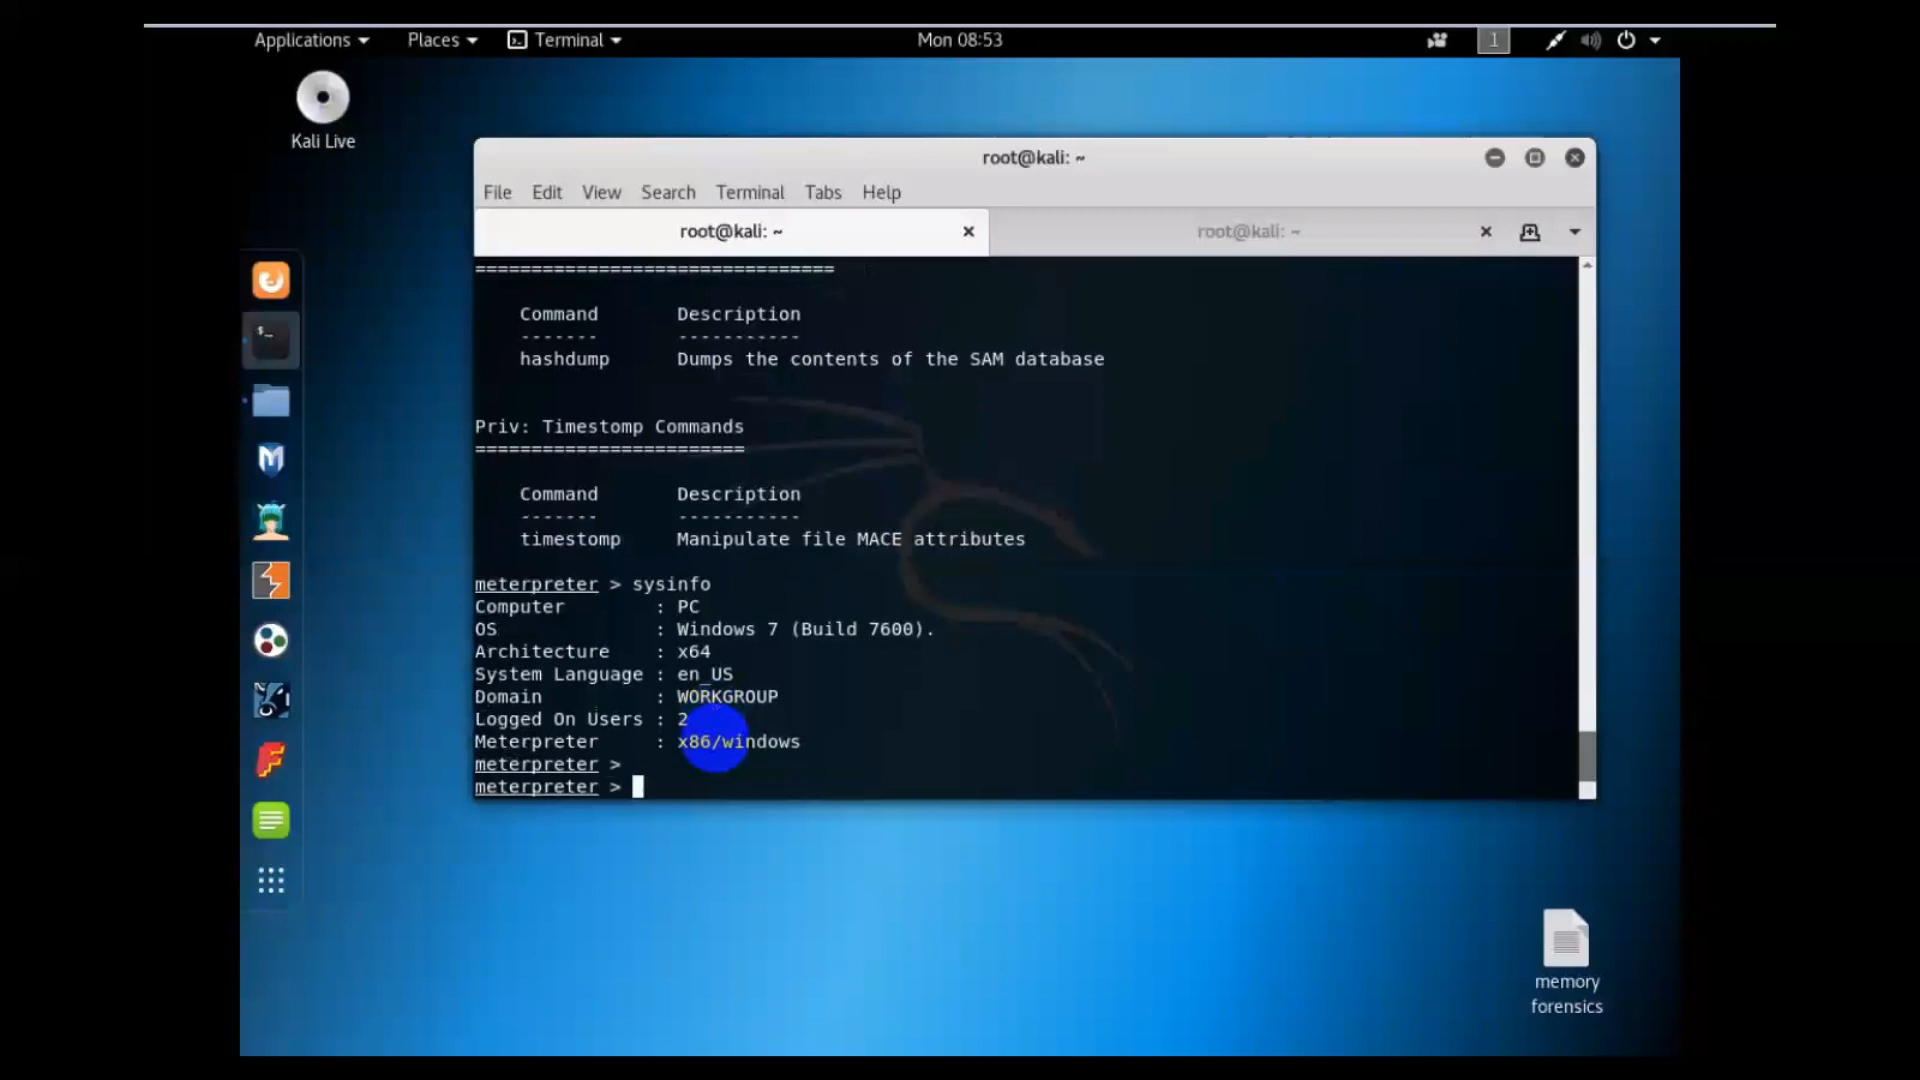 Applications Places Terminal Mon 08:53 1
Kali Live
root@kali: ~
File Edit View Search Terminal Tabs Help
root@kali: ~ root@kali: ~
================================
Command Description
------- -----------
hashdump Dumps the contents of the SAM database
Priv: Timestomp Commands
========================
Command Description
------- -----------
timestomp Manipulate file MACE attributes
meterpreter > sysinfo
Computer : PC
OS : Windows 7 (Build 7600).
Architecture : x64
System Language : en_US
Domain : WORKGROUP
Logged On Users : 2
Meterpreter : x86/windows
meterpreter >
meterpreter >
memory
forensics